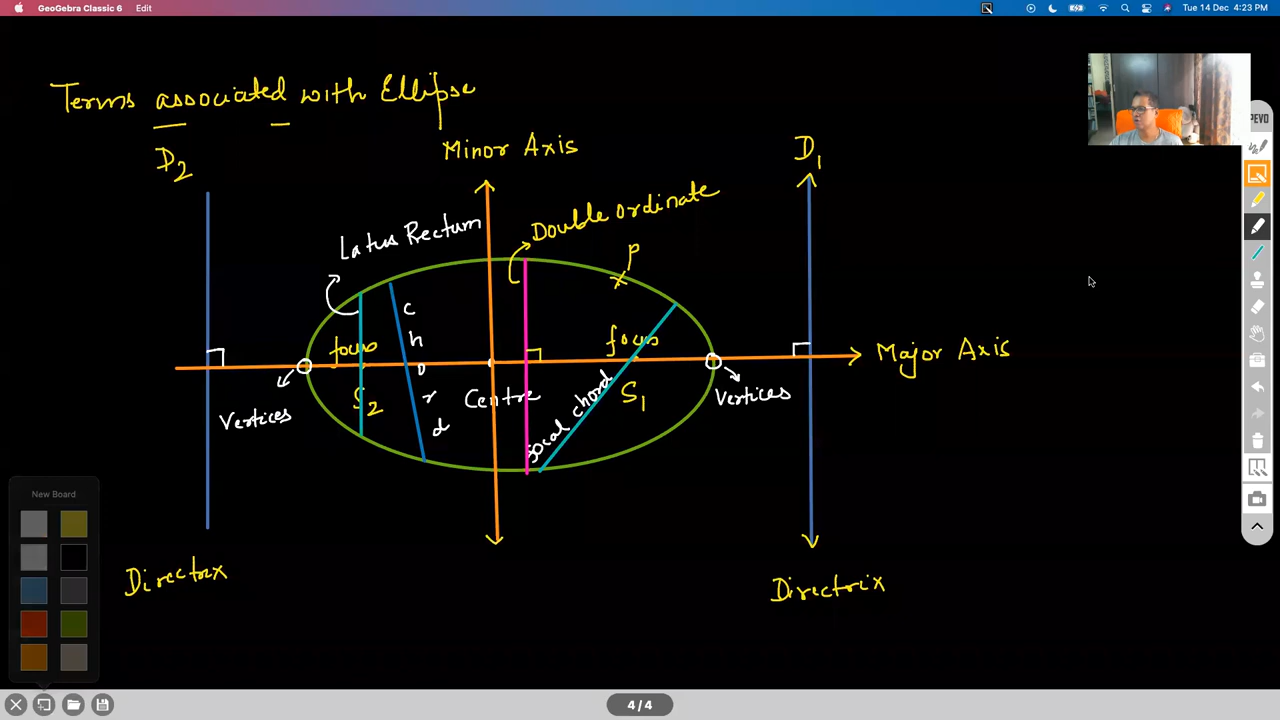 GeoGebra Classic 6 Edit Tue 14 Dec 4:23 PM
Terms associated with Ellipse
EPVO
Minor Axis
D1
D2
Double ordinate
Latus Rectum
P
chord
focus
focus
Major Axis
S2
Centre
S1
Vertices
Vertices
focal chord
New Board
Directrix
Directrix
4/4